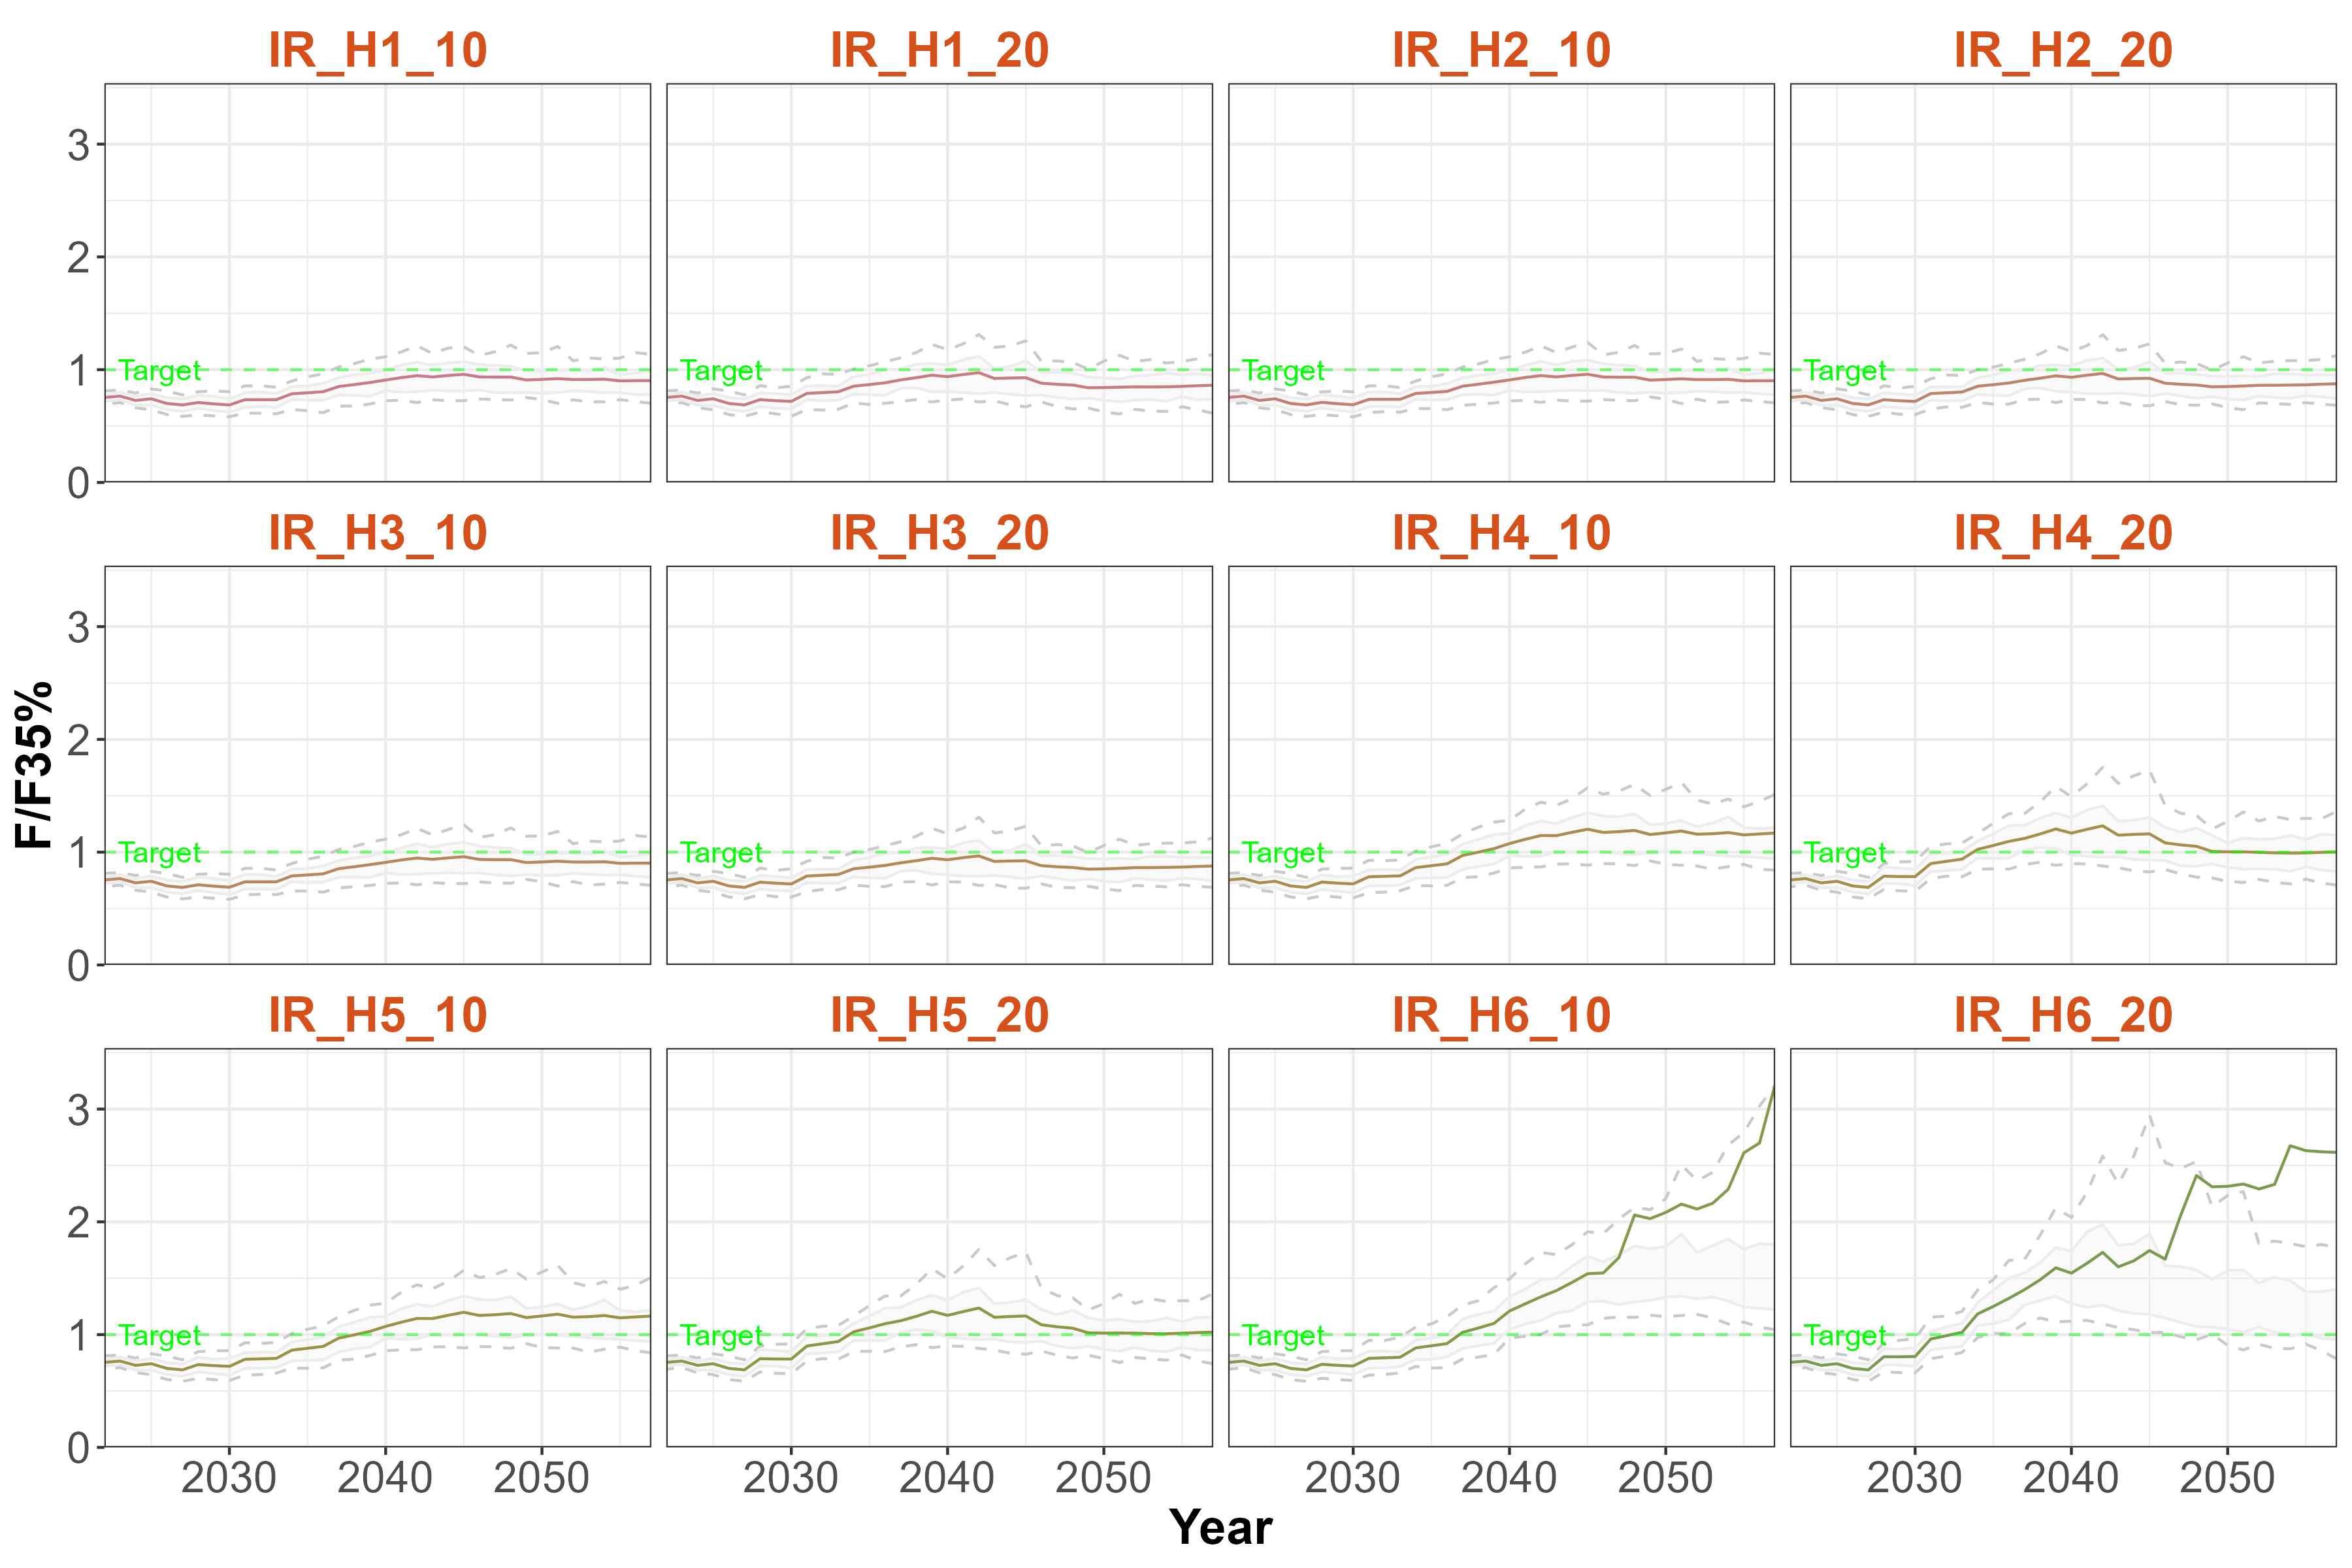 IR_H1_10
IR_H1_20
IR_H2_10
IR_H2_20
3
2
1
0
Target
Target
Target
Target
IR_H3_10
IR_H3_20
IR_H4_10
IR_H4_20
3
2
1
0
Target
Target
Target
Target
F/F35%
IR_H5_10
IR_H5_20
IR_H6_10
IR_H6_20
3
2
1
0
Target
Target
Target
Target
2030 2040 2050
2030 2040 2050
2030 2040 2050
2030 2040 2050
Year